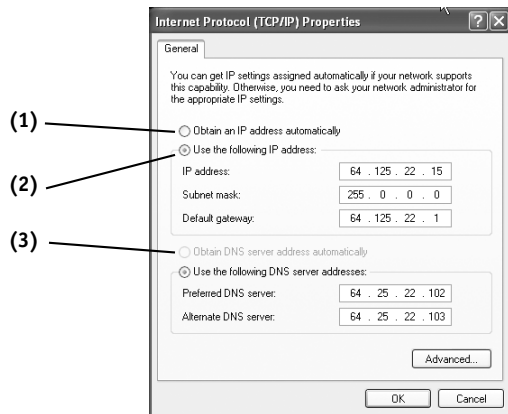 Internet Protocol (TCP/IP) Properties
General
You can get IP settings assigned automatically if your network supports
this capability. Otherwise, you need to ask your network administrator for
the appropriate IP settings.
(1)
Obtain an IP address automatically
Use the following IP address:
(2)
IP address: 64 . 125 . 22 . 15
Subnet mask: 255 . 0 . 0 . 0
Default gateway: 64 . 125 . 22 . 1
(3)
Obtain DNS server address automatically
Use the following DNS server addresses:
Preferred DNS server: 64 . 25 . 22 . 102
Alternate DNS server: 64 . 25 . 22 . 103
Advanced...
OK Cancel